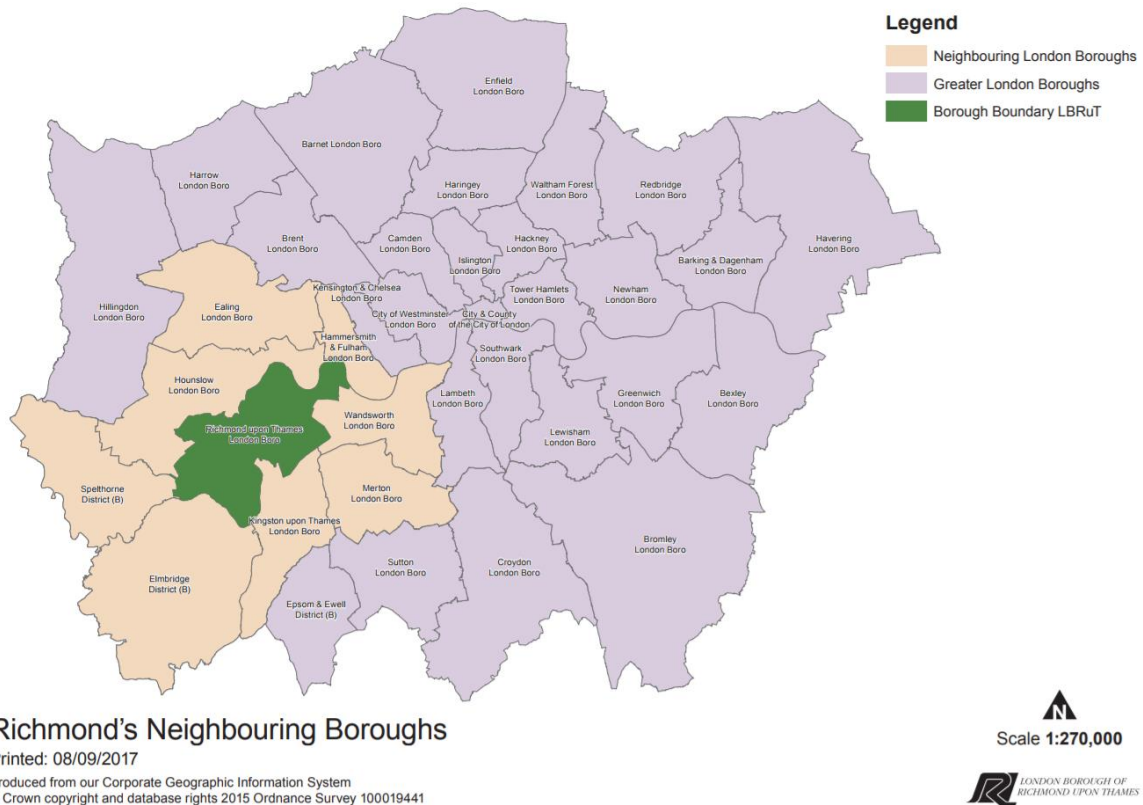 Legend
Neighbouring London Boroughs
Greater London Boroughs
Borough Boundary LBRuT
Enfield
London Boro
Barnet London Boro
Harrow
London Boro
Haringey
London Boro
Waltham Forest
London Boro
Redbridge
London Boro
Havering
London Boro
Brent
London Boro
Camden
London Boro
Islington
London Boro
Hackney
London Boro
Barking & Dagenham
London Boro
Hillingdon
London Boro
Ealing
London Boro
Kensington & Chelsea
London Boro
City of Westminster
London Boro
City & County
of the City of London
Tower Hamlets
London Boro
Newham
London Boro
Hammersmith
& Fulham
London Boro
Southwark
London Boro
Hounslow
London Boro
Lambeth
London Boro
Greenwich
London Boro
Bexley
London Boro
Richmond upon Thames
London Boro
Wandsworth
London Boro
Lewisham
London Boro
Spelthorne
District (B)
Merton
London Boro
Kingston upon Thames
London Boro
Bromley
London Boro
Elmbridge
District (B)
Sutton
London Boro
Croydon
London Boro
Epsom & Ewell
District (B)
Richmond's Neighbouring Boroughs
rinted: 08/09/2017
roduced from our Corporate Geographic Information System
Crown copyright and database rights 2015 Ordnance Survey 100019441
N
Scale 1:270,000
LONDON BOROUGH OF
RICHMOND UPON THAMES